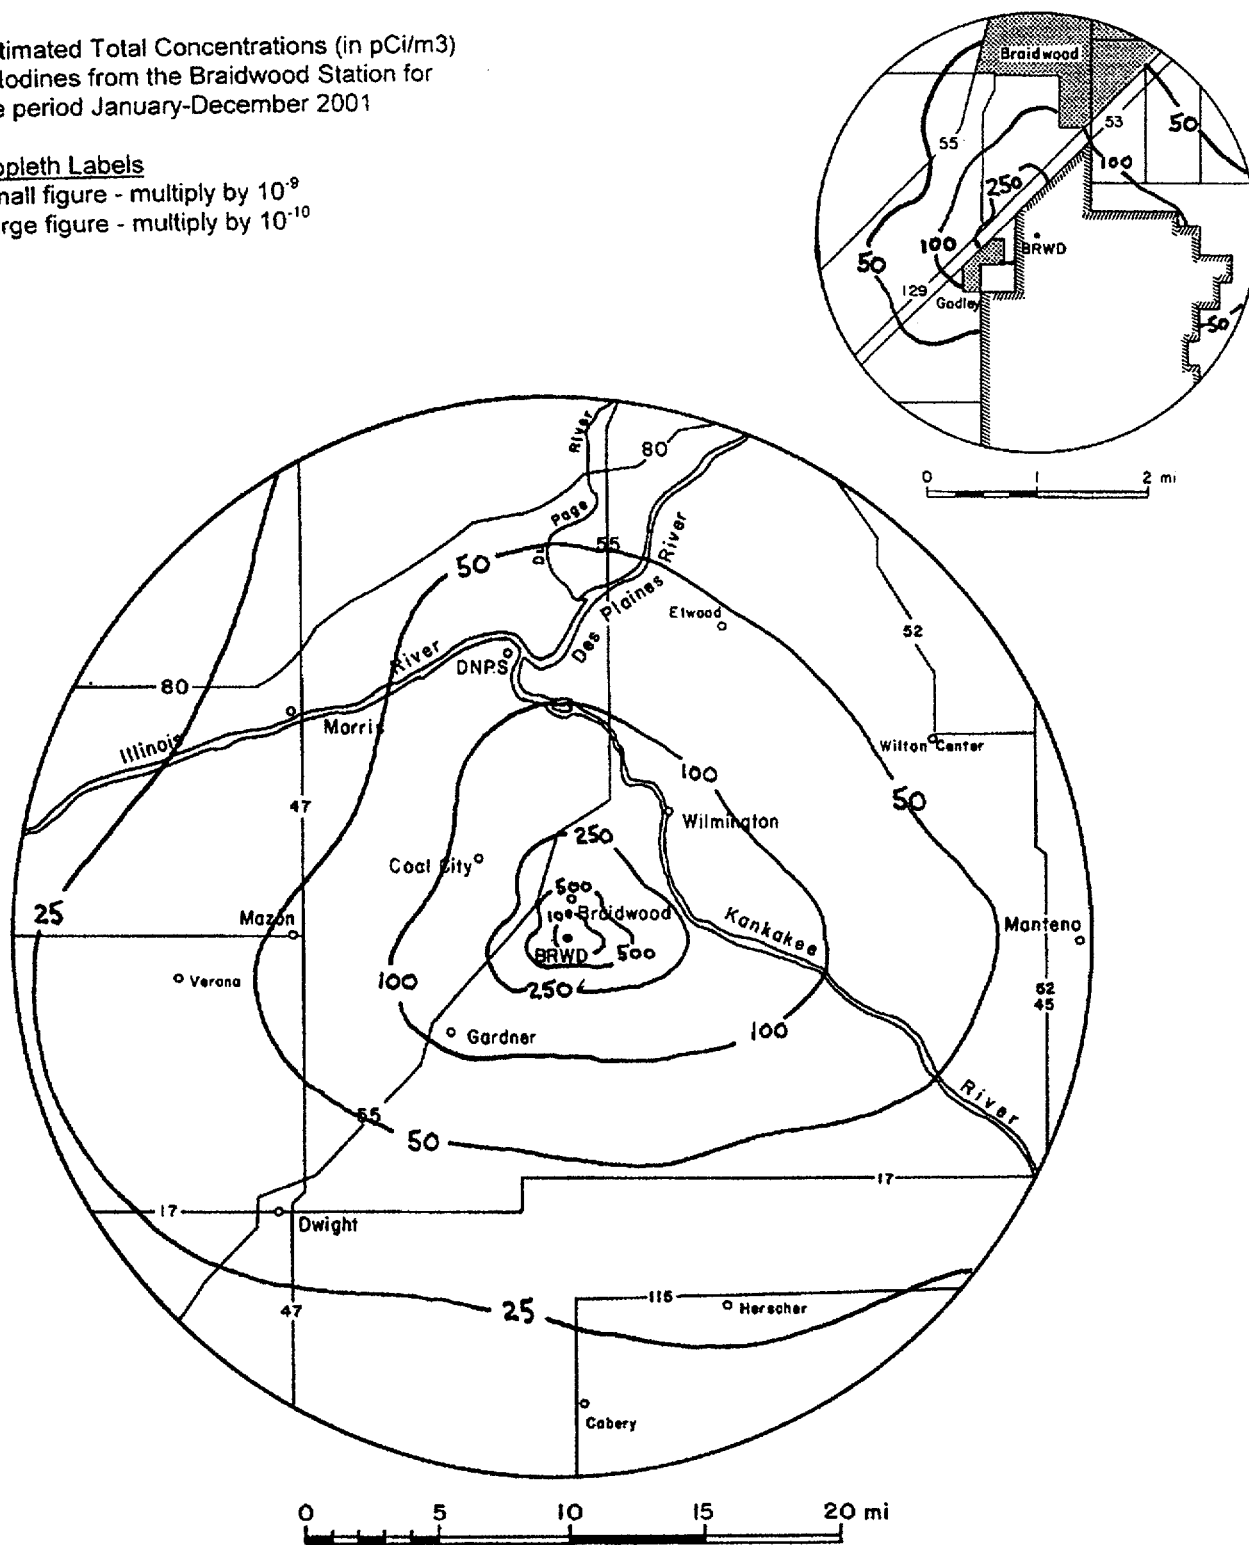 timated Total Concentrations (in pCi/m3)
Iodines from the Braidwood Station for
e period January-December 2001
opleth Labels
nall figure - multiply by 10⁻⁹
rge figure - multiply by 10⁻¹⁰
Braidwood
50
53
55
100
250
100
BRWD
50
129
Godley
50
0 1 2 mi
River
80
Page
55
River
50
Du
Des Plaines
Elwood
52
River
DNPS
80
Morris
Illinois
Wilton Center
100
50
47
Wilmington
250
Coal City
500
25
Mazon
Braidwood
Kankakee
Manteno
BRWD
500
Verona
100
250
52
45
100
Gardner
River
55
50
17
17
Dwight
115
47
25
Herscher
Cabery
0 5 10 15 20 mi